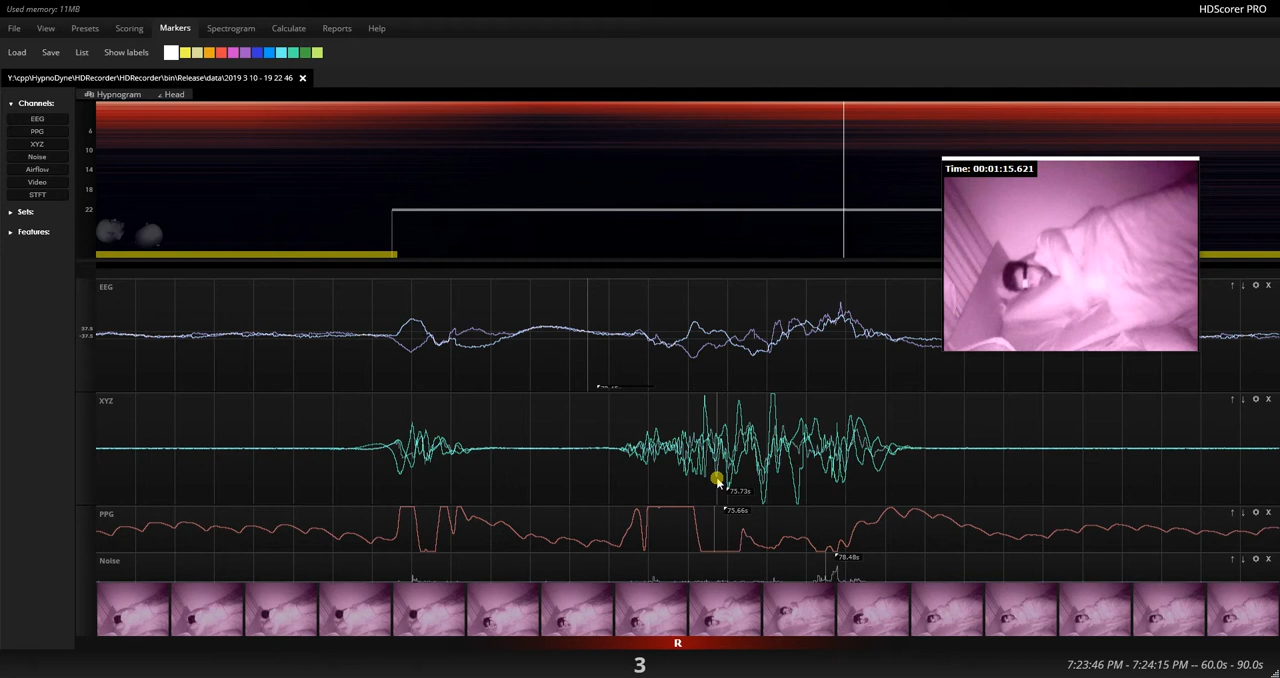 Used memory: 11MB
HDScorer PRO
File View Presets Scoring Markers Spectrogram Calculate Reports Help
Load Save List Show labels
Y:\cpp\HypnoDyne\HDRecorder\HDRecorder\bin\Release\data\2019 3 10 - 19 22 46 X
Channels:
EEG
PPG
XYZ
Noise
Airflow
Video
STFT
Sets:
Features:
Hypnogram Head
6
10
14
18
22
Time: 00:01:15.621
EEG
↑ ↓ O X
37.8
-37.8
XYZ
↑ ↓ O X
75.73s
PPG
75.66s
↑ ↓ O X
Noise
78.48s
↑ ↓ O X
R
3
7:23:46 PM - 7:24:15 PM -- 60.0s - 90.0s